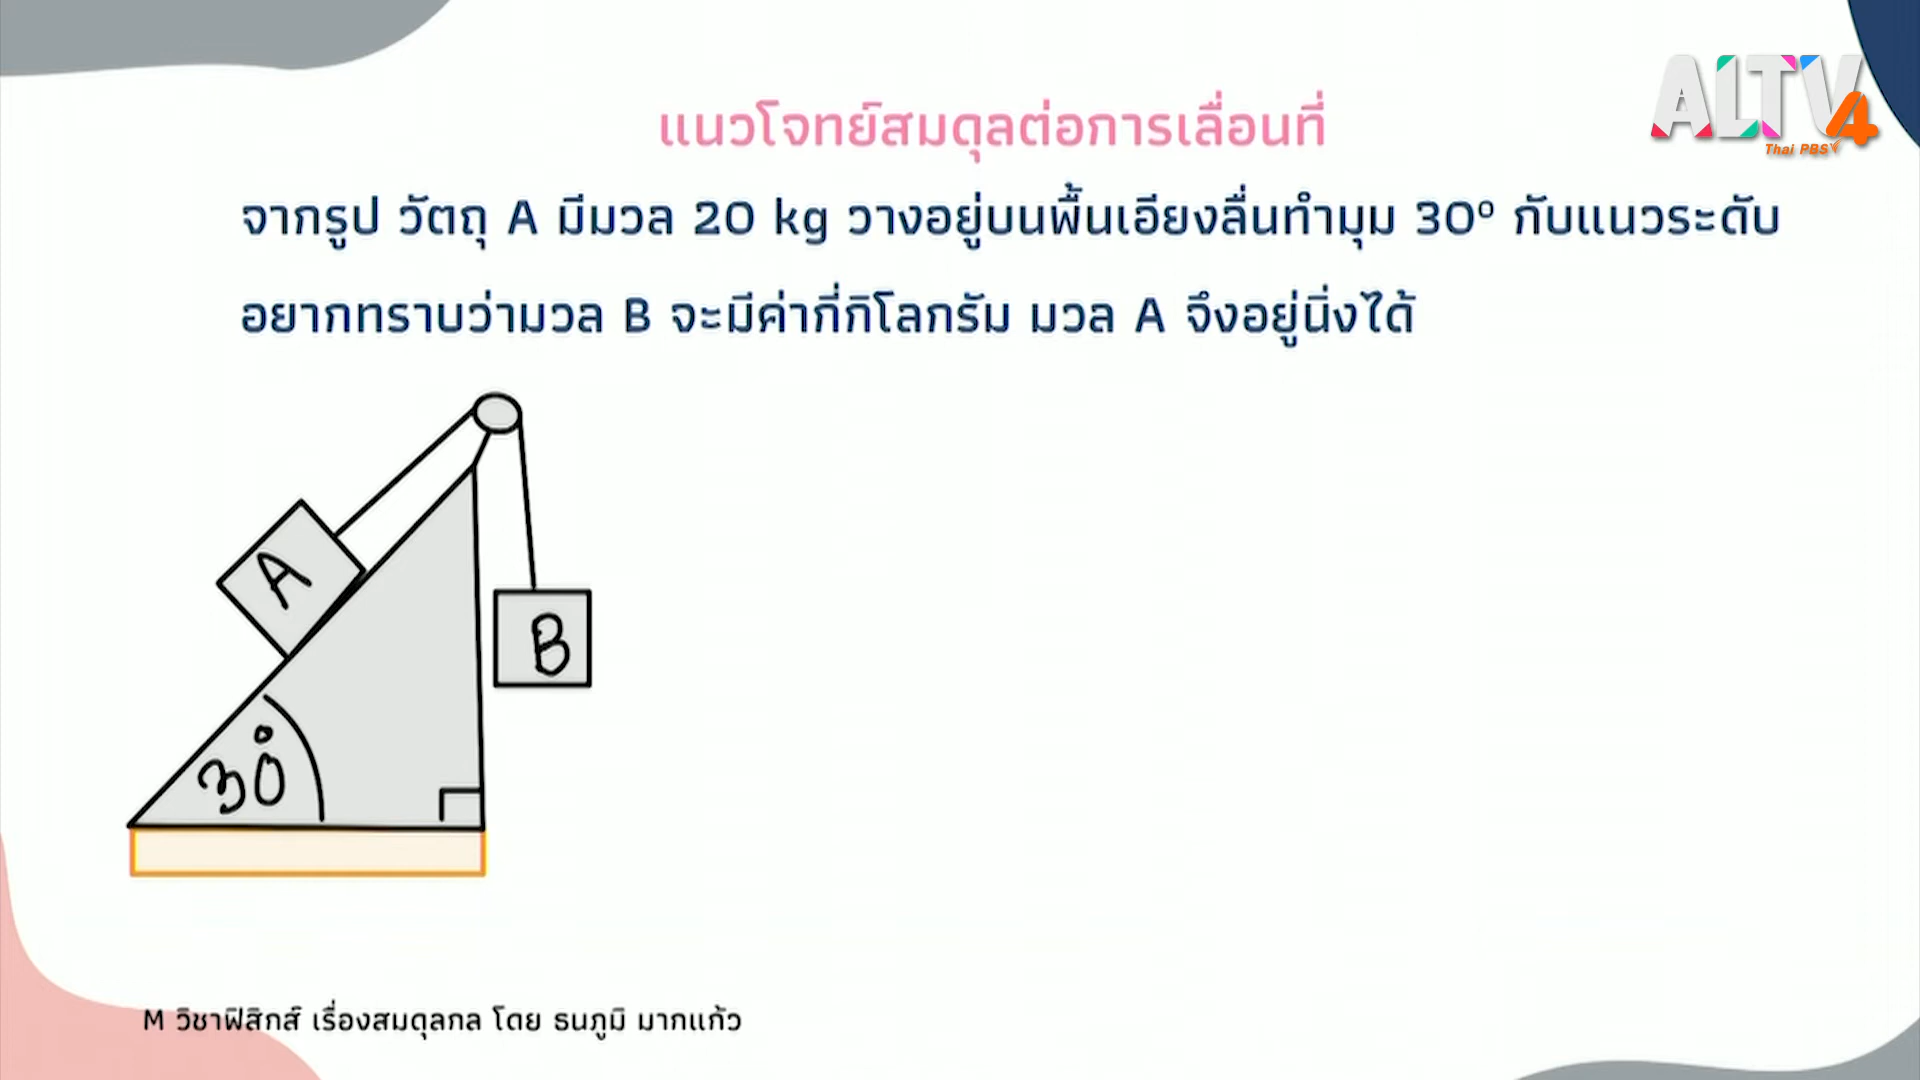 ALTV4
Thai PBS
แนวโจทย์สมดุลต่อการเลื่อนที่
จากรูป วัตถุ A มีมวล 20 kg วางอยู่บนพื้นเอียงลื่นทำมุม 30⁰ กับแนวระดับ
อยากทราบว่ามวล B จะมีค่ากี่กิโลกรัม มวล A จึงอยู่นิ่งได้
A
B
30°
M วิชาฟิสิกส์ เรื่องสมดุลกล โดย ธนภูมิ มากแก้ว